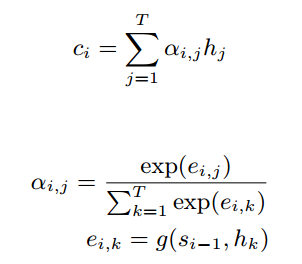 c_i = \sum_{j=1}^{T} \alpha_{i,j} h_j
\alpha_{i,j} = \frac{\exp(e_{i,j})}{\sum_{k=1}^{T} \exp(e_{i,k})}
e_{i,k} = g(s_{i-1}, h_k)